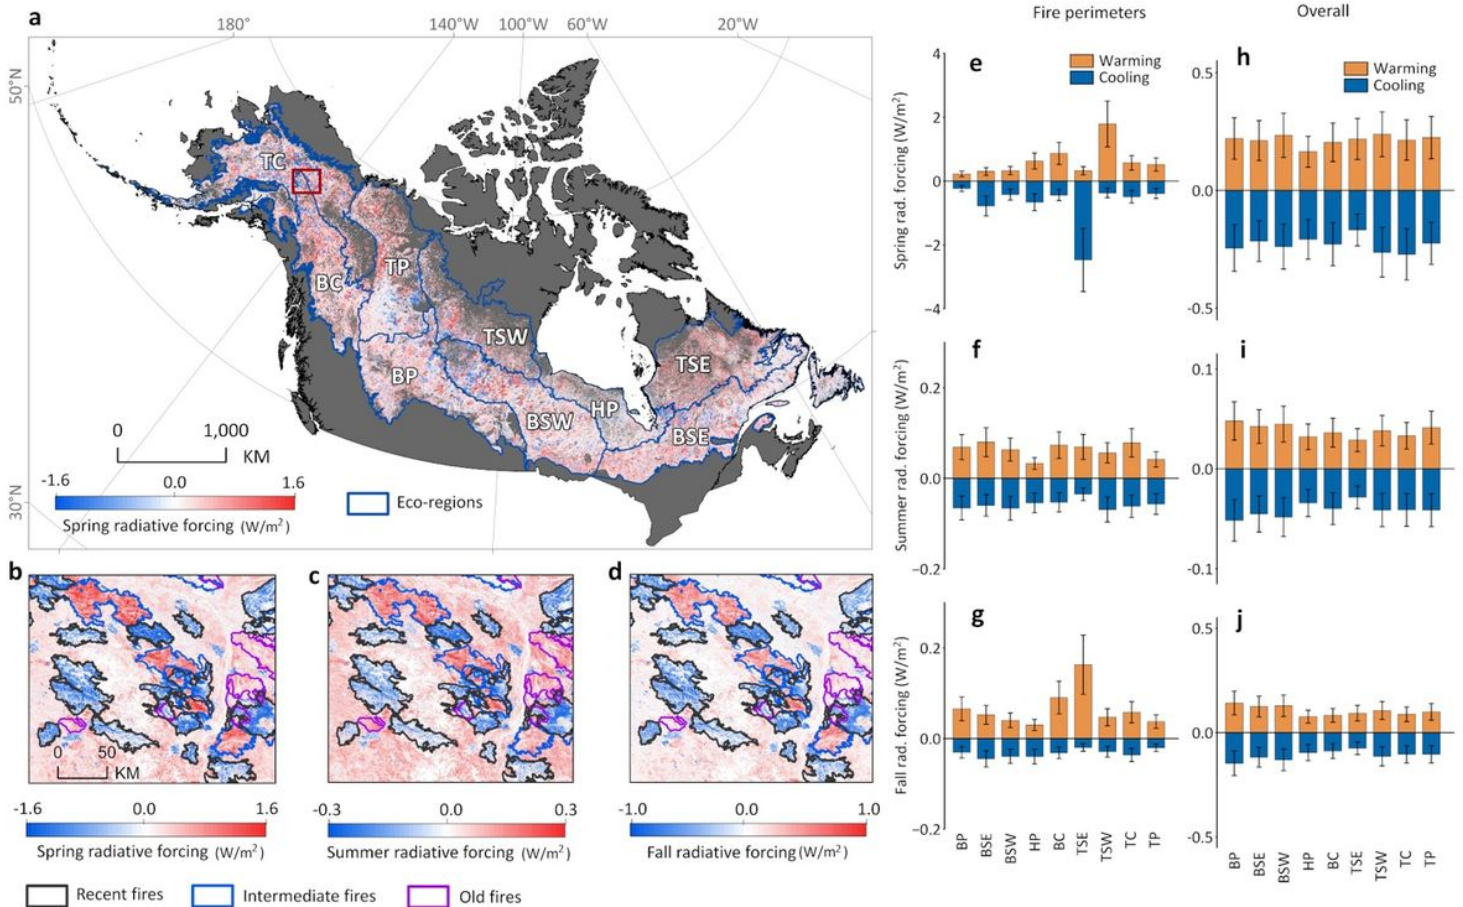 Fire perimeters
Overall
a
180°
140°W
100°W
60°W
20°W
50°N
30°N
TC
BC
TP
TSW
BP
BSW
HP
TSE
BSE
0
1,000
KM
-1.6
0.0
1.6
Spring radiative forcing (W/m²)
Eco-regions
b
0
50
KM
-1.6
0.0
1.6
Spring radiative forcing (W/m²)
c
-0.3
0.0
0.3
Summer radiative forcing (W/m²)
d
-1.0
0.0
1.0
Fall radiative forcing (W/m²)
Recent fires
Intermediate fires
Old fires
e
Warming
Cooling
Spring rad. forcing (W/m²)
4
2
0
−2
−4
f
Summer rad. forcing (W/m²)
0.2
0.0
−0.2
g
Fall rad. forcing (W/m²)
0.2
0.0
−0.2
BP
BSE
BSW
HP
BC
TSE
TSW
TC
TP
h
Warming
Cooling
0.5
0.0
-0.5
i
0.1
0.0
-0.1
j
0.5
0.0
-0.5
BP
BSE
BSW
HP
BC
TSE
TSW
TC
TP